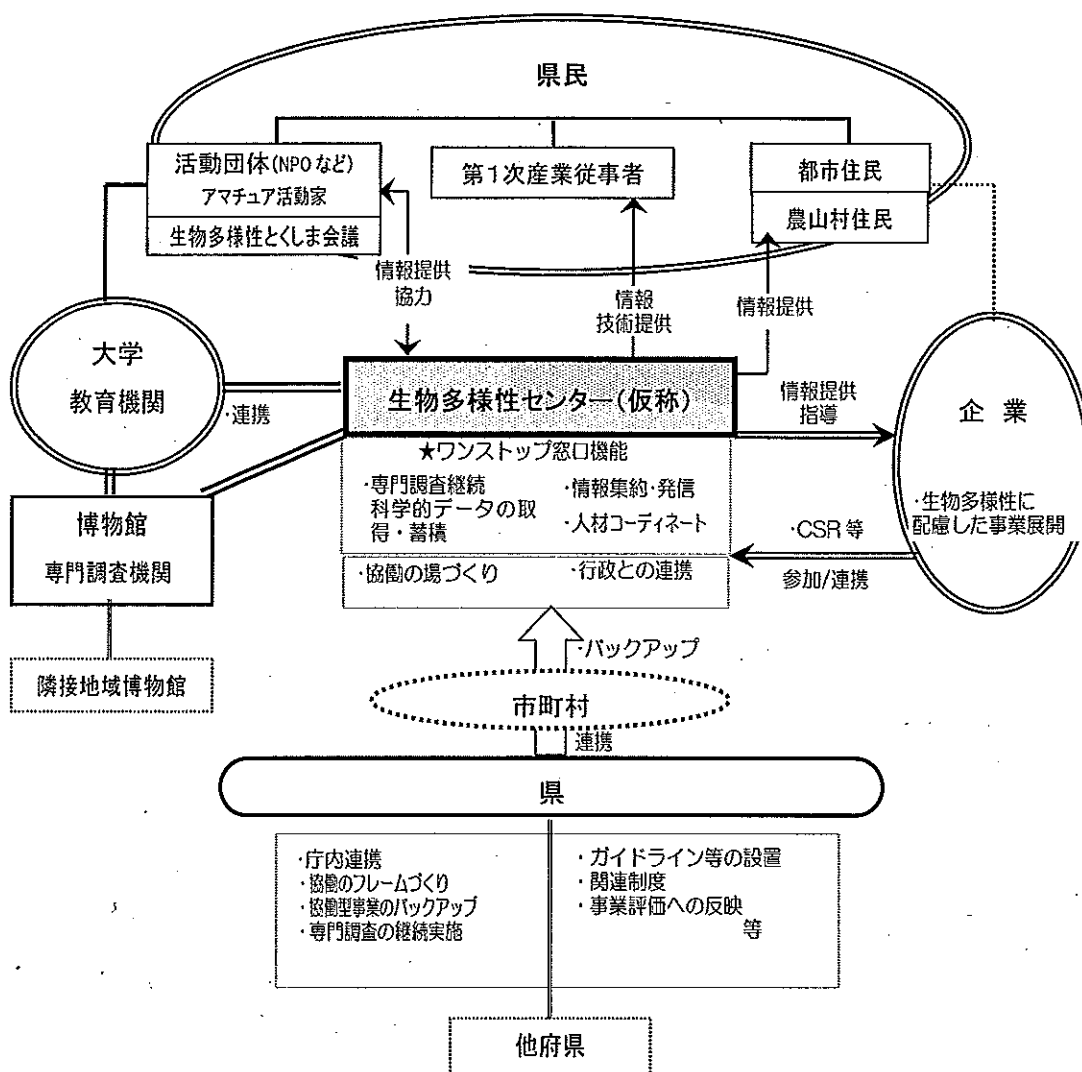 県民
活動団体(NPOなど)
アマチュア活動家
生物多様性とくしま会議
第1次産業従事者
都市住民
農山村住民
情報提供
協力
情報
技術提供
情報提供
大学
教育機関
・連携
生物多様性センター(仮称)
情報提供
指導
企業
・生物多様性に
配慮した事業展開
★ワンストップ窓口機能
・専門調査継続
科学的データの取
得・蓄積
・情報集約・発信
・人材コーディネート
・協働の場づくり
・行政との連携
・CSR等
参加/連携
博物館
専門調査機関
隣接地域博物館
・バックアップ
市町村
連携
県
・庁内連携
・協働のフレームづくり
・協働型事業のバックアップ
・専門調査の継続実施
・ガイドライン等の設置
・関連制度
・事業評価への反映
等
他府県